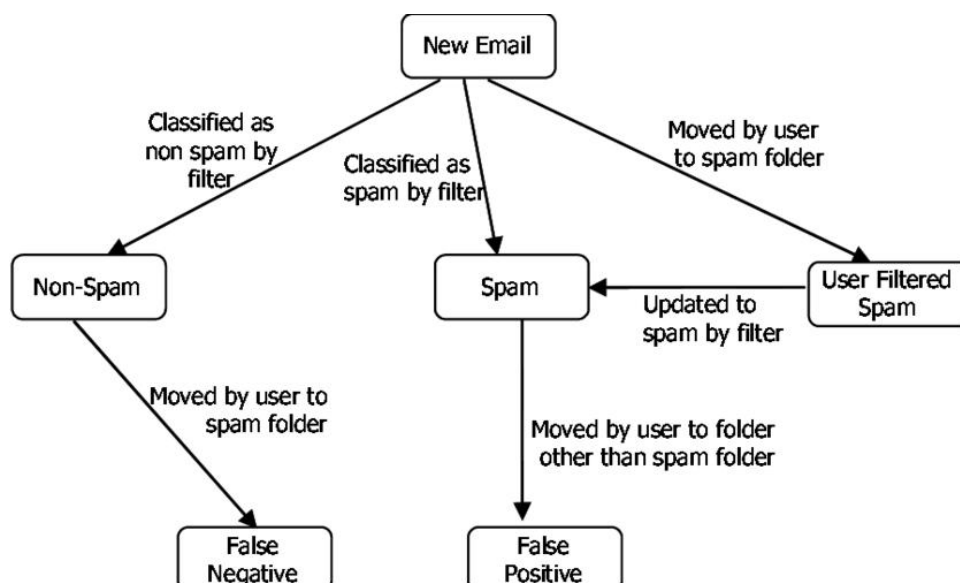 New Email
Classified as
non spam by
filter
Classified as
spam by filter
Moved by user
to spam folder
Non-Spam
Spam
User Filtered
Spam
Updated to
spam by filter
Moved by user to
spam folder
Moved by user to folder
other than spam folder
False
Negative
False
Positive